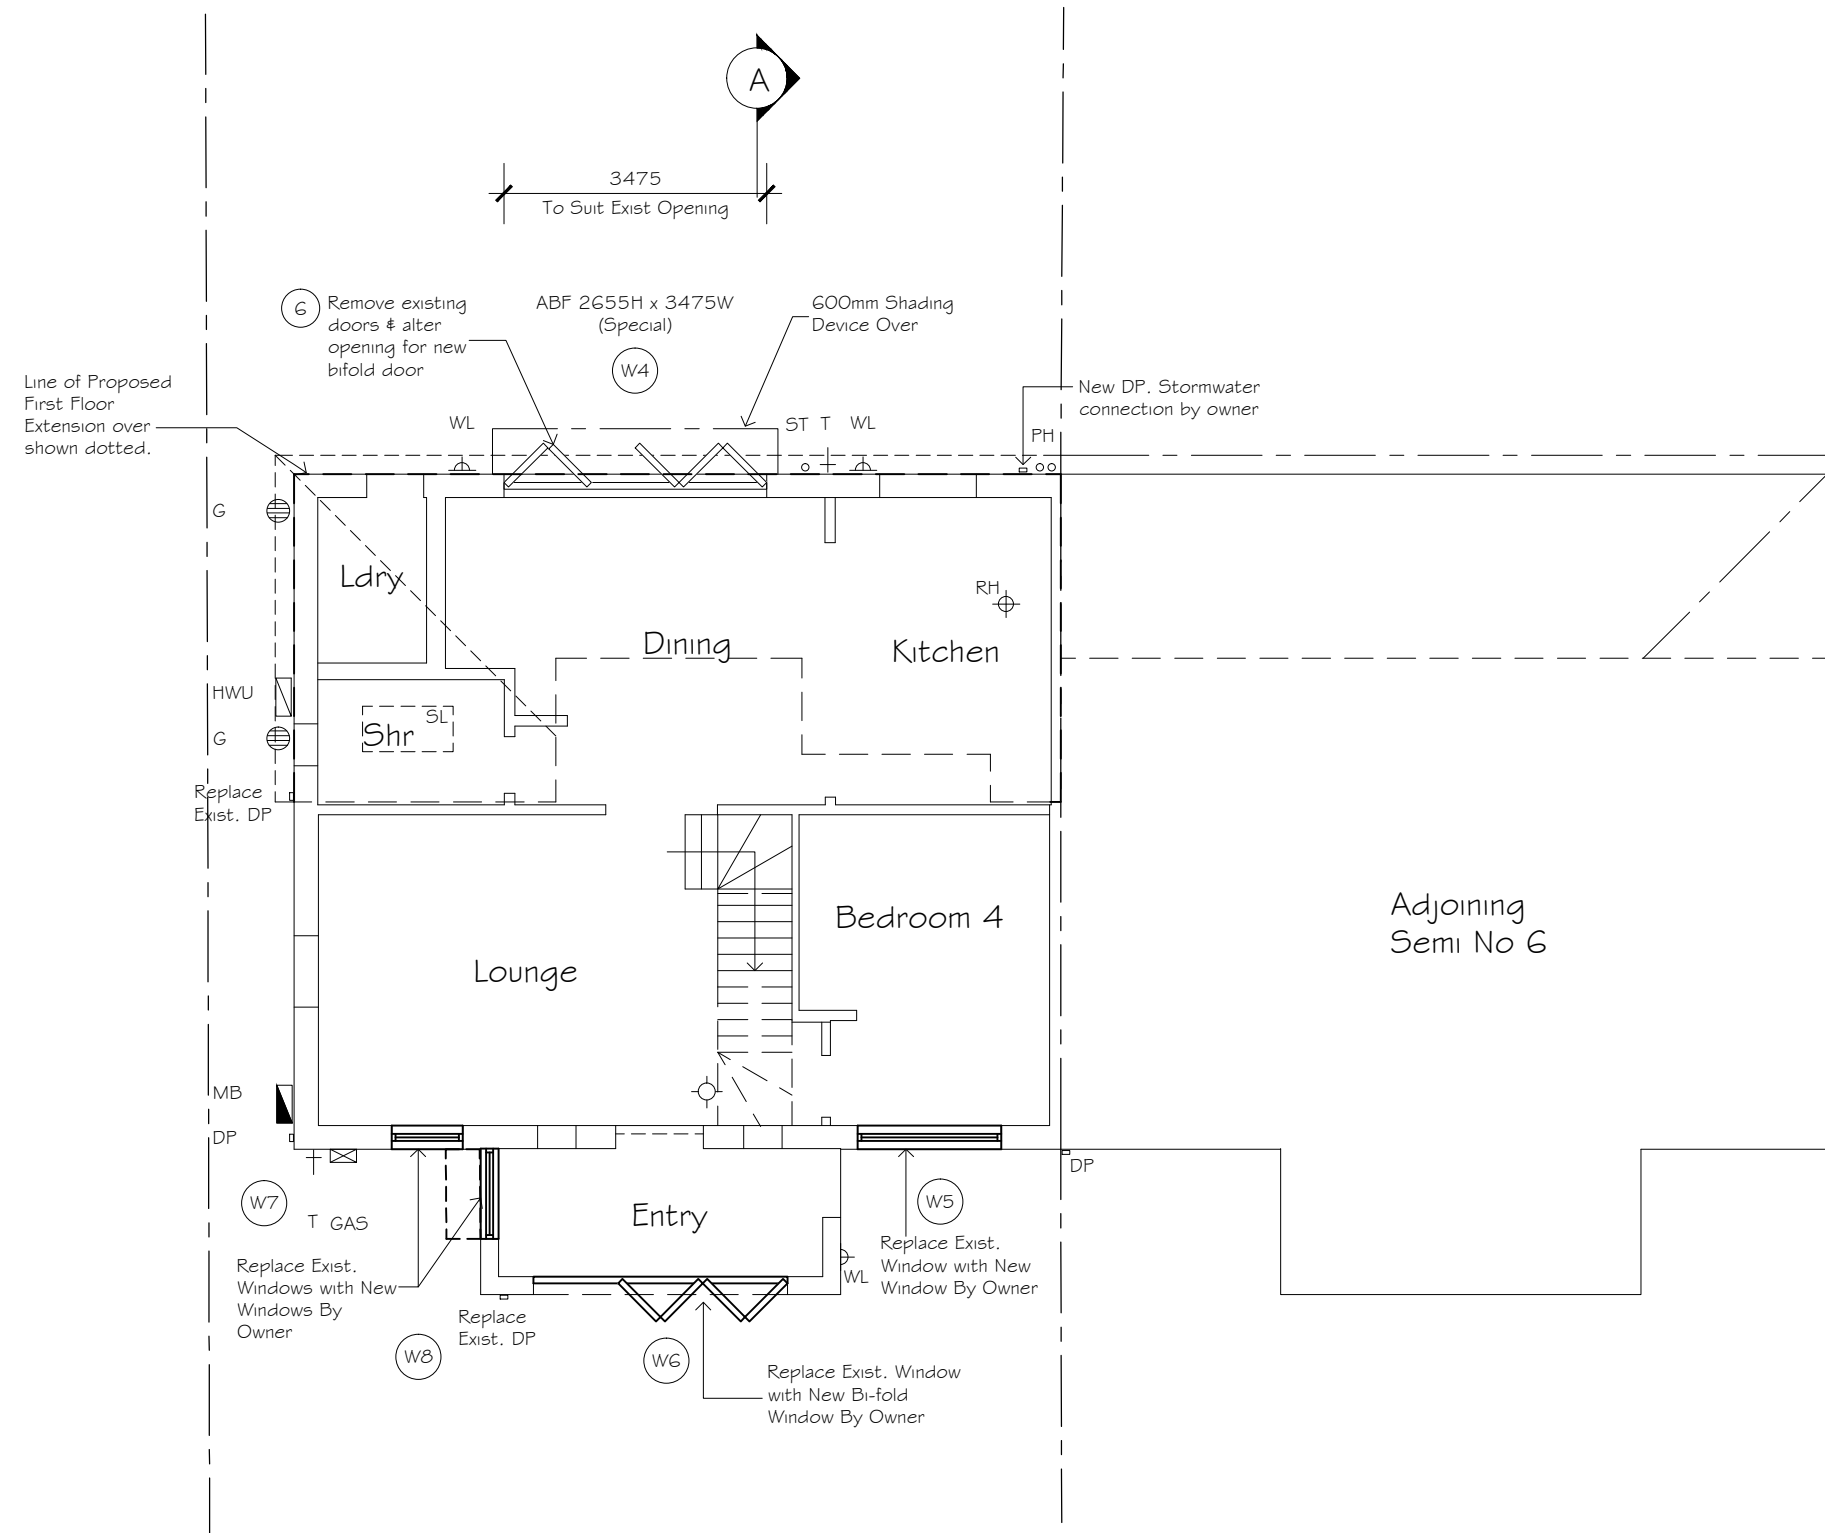 A
3475
To Suit Exist Opening
6
Remove existing
doors & alter
opening for new
bifold door
ABF 2655H x 3475W
(Special)
W4
600mm Shading
Device Over
Line of Proposed
First Floor
Extension over
shown dotted.
New DP. Stormwater
connection by owner
WL
ST T WL
PH
G
Ldry
RH
Dining
Kitchen
HWU
SL
Shr
G
Replace
Exist. DP
Bedroom 4
Adjoining
Semi No 6
Lounge
MB
DP
DP
W7
T GAS
W5
Entry
Replace Exist.
Windows with New
Windows By
Owner
Replace Exist.
Window with New
Window By Owner
WL
Replace
Exist. DP
W8
W6
Replace Exist. Window
with New Bi-fold
Window By Owner